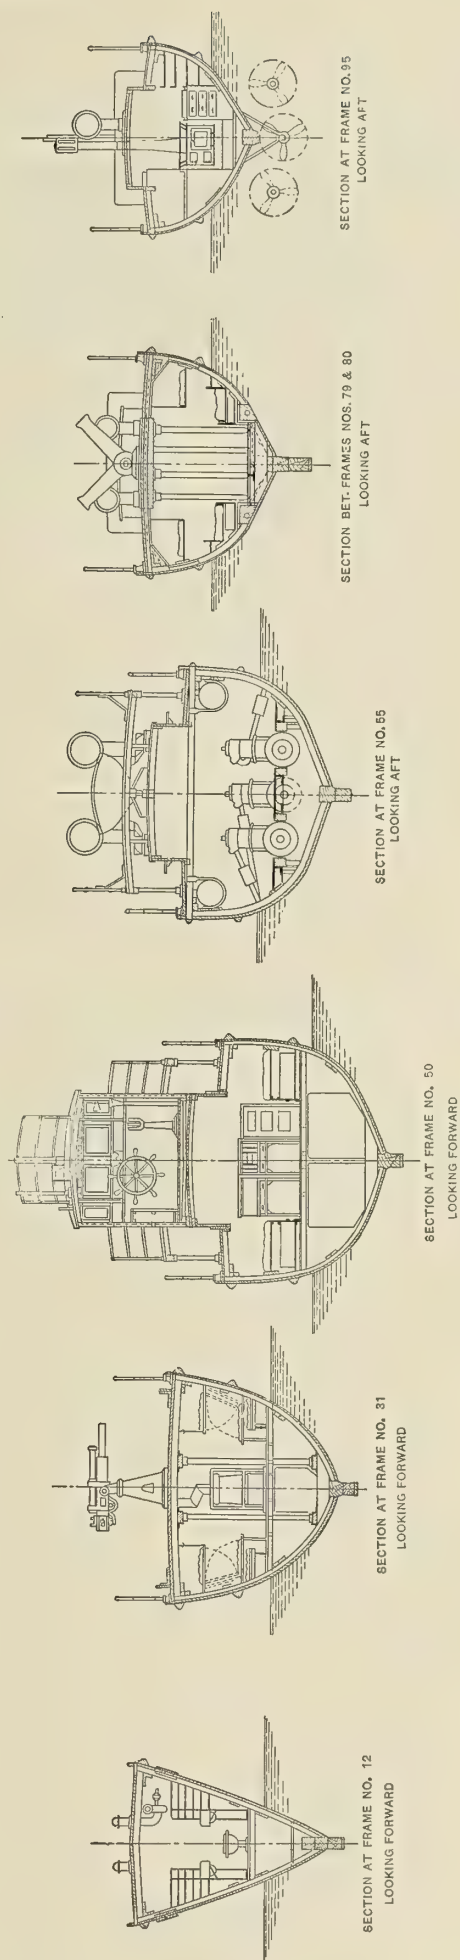 SECTION AT FRAME NO. 95
LOOKING AFT
SECTION BET. FRAMES NOS. 79 & 80
LOOKING AFT
SECTION AT FRAME NO. 55
LOOKING AFT
SECTION AT FRAME NO. 50
LOOKING FORWARD
SECTION AT FRAME NO. 31
LOOKING FORWARD
SECTION AT FRAME NO. 12
LOOKING FORWARD